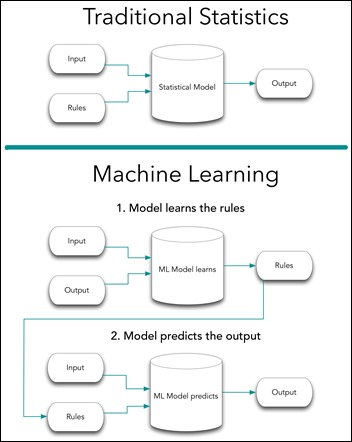 Traditional Statistics
Input
Rules
Statistical Model
Output
Machine Learning
1. Model learns the rules
Input
Output
ML Model learns
Rules
2. Model predicts the output
Input
Rules
ML Model predicts
Output